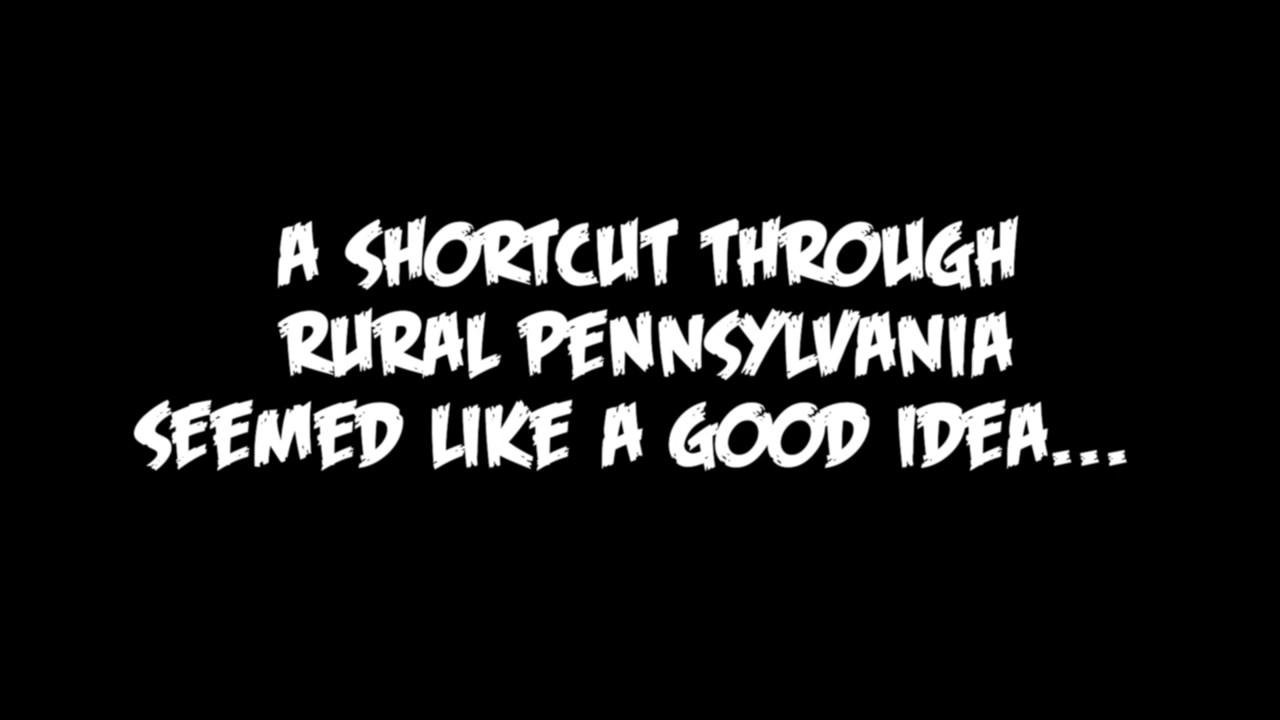 A SHORTCUT THROUGH
RURAL PENNSYLVANIA
SEEMED LIKE A GOOD IDEA...